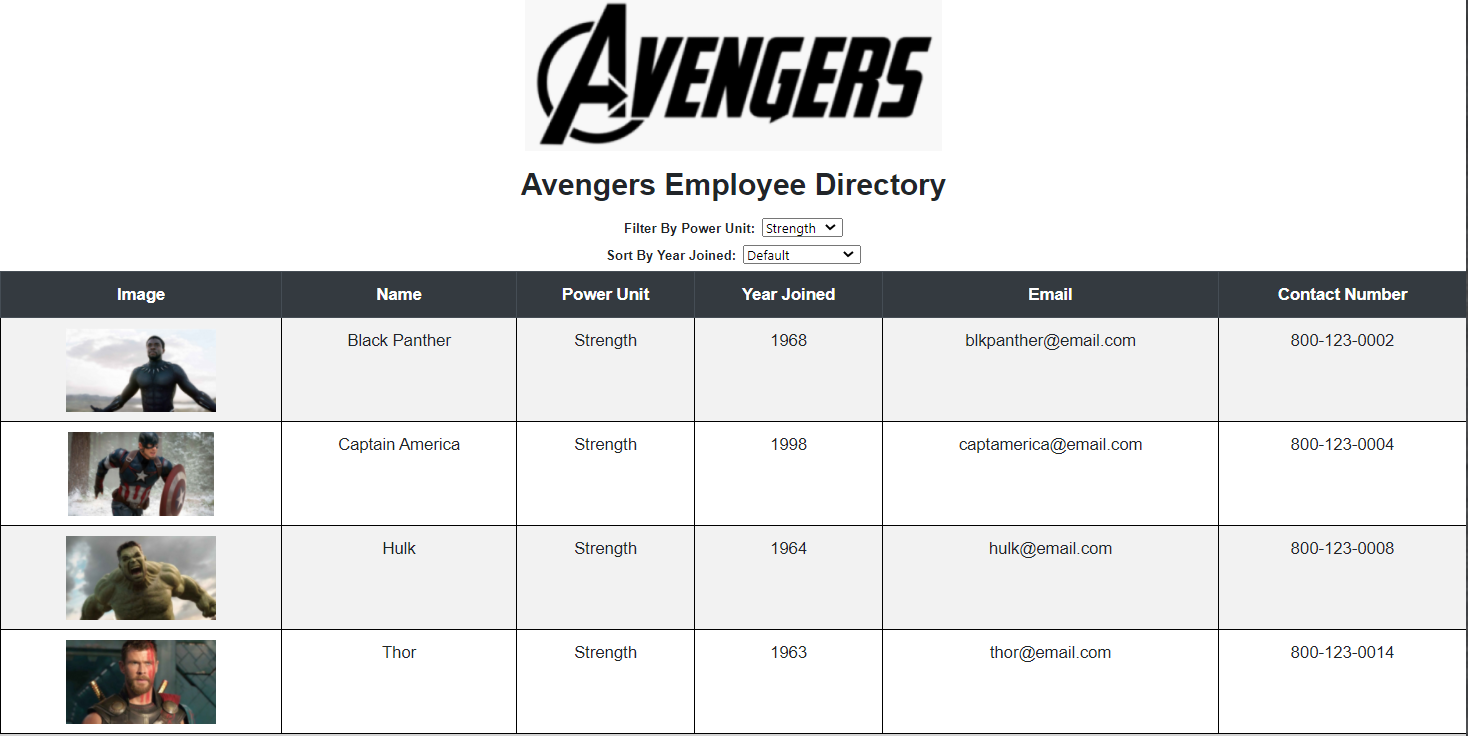 AVENGERS
Avengers Employee Directory
Filter By Power Unit: Strength
Sort By Year Joined: Default
Image Name Power Unit Year Joined Email Contact Number
Black Panther Strength 1968 blkpanther@email.com 800-123-0002
Captain America Strength 1998 captamerica@email.com 800-123-0004
Hulk Strength 1964 hulk@email.com 800-123-0008
Thor Strength 1963 thor@email.com 800-123-0014